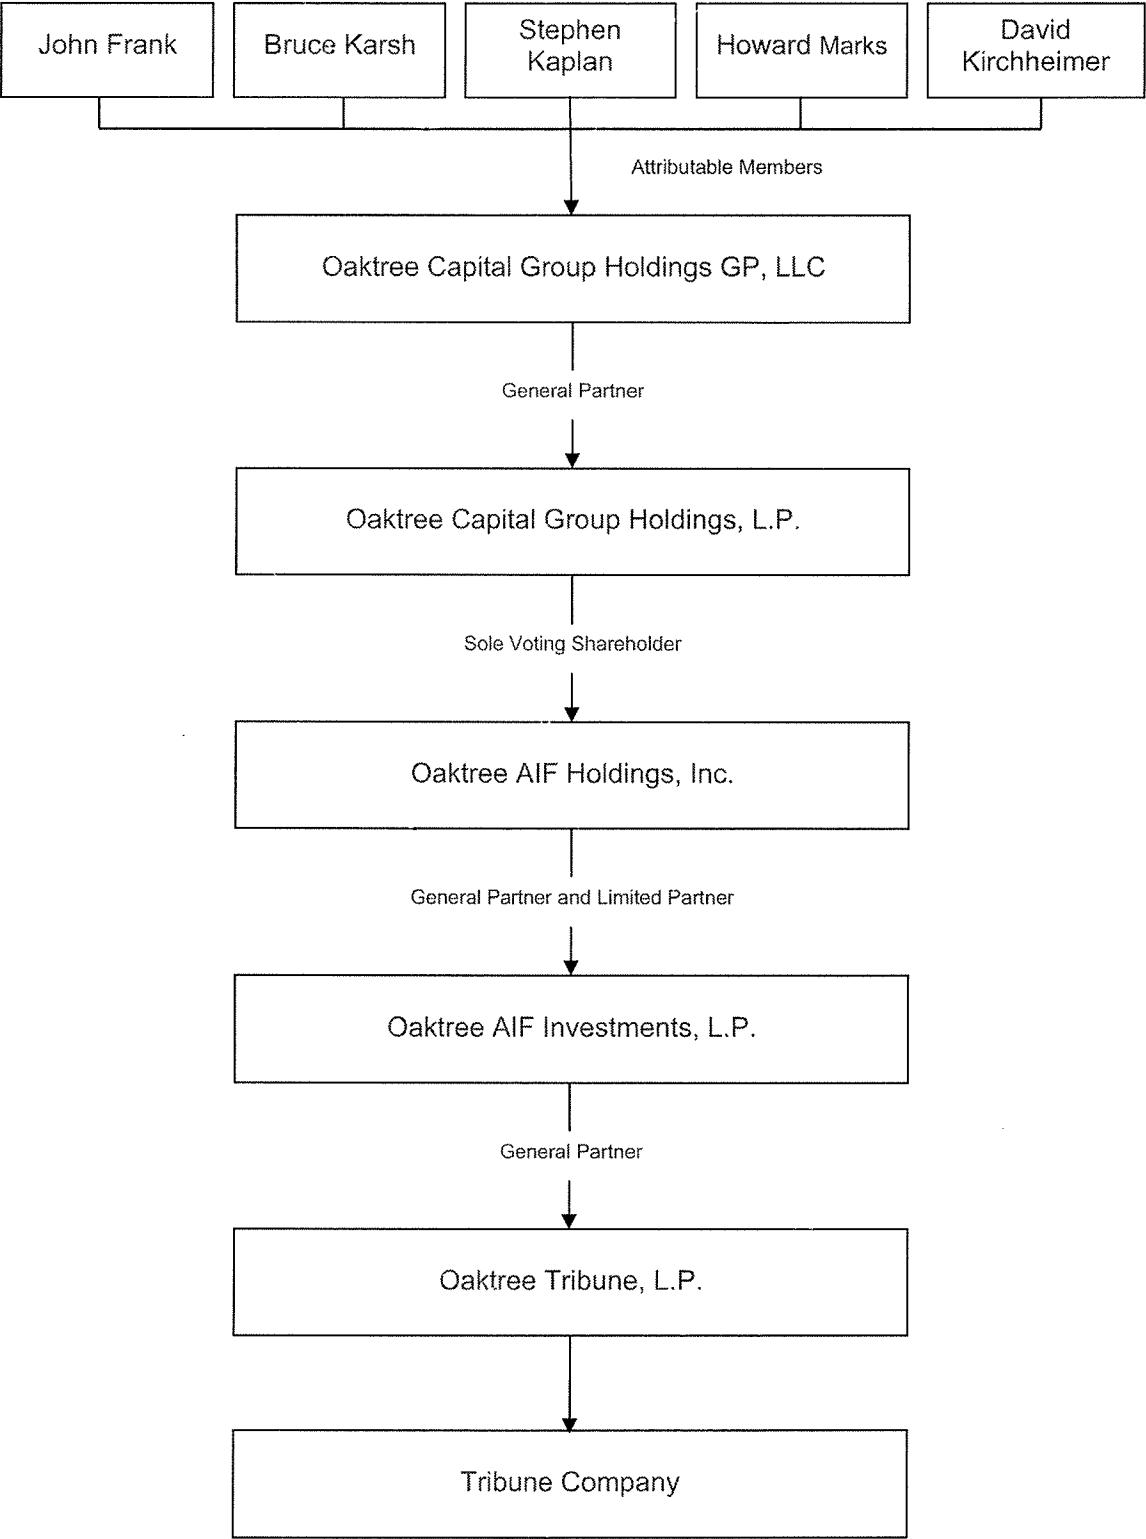 John Frank
Bruce Karsh
Stephen
Kaplan
Howard Marks
David
Kirchheimer
Attributable Members
Oaktree Capital Group Holdings GP, LLC
General Partner
Oaktree Capital Group Holdings, L.P.
Sole Voting Shareholder
Oaktree AIF Holdings, Inc.
General Partner and Limited Partner
Oaktree AIF Investments, L.P.
General Partner
Oaktree Tribune, L.P.
Tribune Company